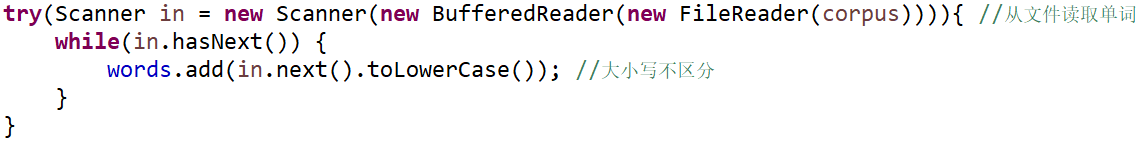 try(Scanner in = new Scanner(new BufferedReader(new FileReader(corpus)))){ //从文件读取单词
    while(in.hasNext()) {
        words.add(in.next().toLowerCase()); //大小写不区分
    }
}